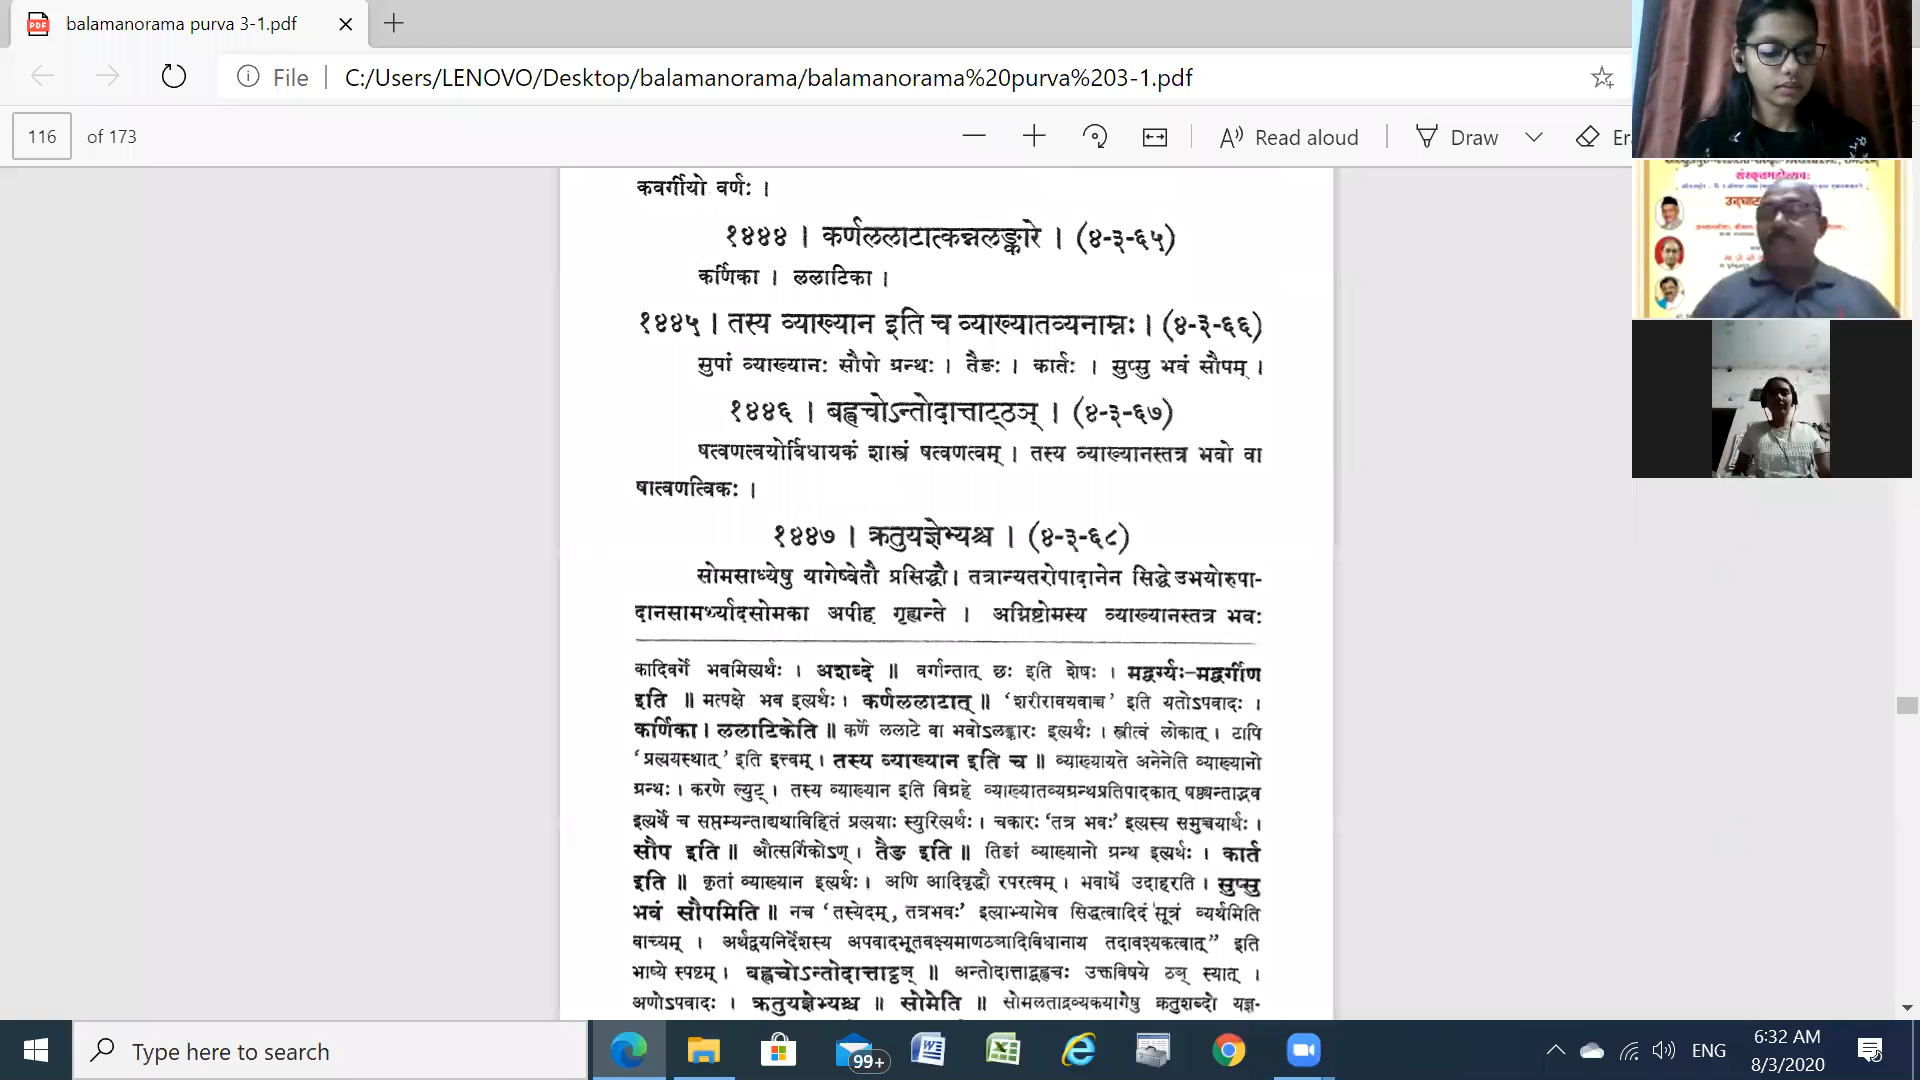 balamanorama purva 3-1.pdf
File | C:/Users/LENOVO/Desktop/balamanorama/balamanorama%20purva%203-1.pdf
116 of 173
Read aloud
Draw
Er
कवर्गीयो वर्णः ।
१४४४ । कर्णललाटात्कन्नलङ्कारे । (४-३-६५)
कर्णिका । ललाटिका ।
१४४५ । तस्य व्याख्यान इति च व्याख्यातव्यनाम्नः । (४-३-६६)
सुपां व्याख्यानः सौपो ग्रन्थः । तैङः । कार्तः । सुप्सु भवं सौपम् ।
१४४६ । बह्वचोऽन्तोदात्ताट्ठञ् । (४-३-६७)
षत्वणत्वयोर्विधायकं शास्त्रं षत्वणत्वम् । तस्य व्याख्यानस्तत्र भवो वा
षात्वणत्विकः ।
१४४७ । क्रतुयज्ञेभ्यश्च । (४-३-६८)
सोमसाध्येषु यागेष्वेतौ प्रसिद्धौ । तत्रान्यतरोपादानेन सिद्धे उभयोरुपा-
दानसामर्थ्यादसोमका अपीह गृह्यन्ते । अग्निष्टोमस्य व्याख्यानस्तत्र भवः
कादिवर्गे भवमित्यर्थः । अशब्दे ॥ वर्गान्तात् छः इति शेषः । मद्वर्ग्यः-मद्वर्गीण
इति ॥ मत्पक्षे भव इत्यर्थः । कर्णललाटात् ॥ ‘शरीरावयवाच्च’ इति यतोऽपवादः ।
कर्णिका । ललाटिकेति ॥ कर्णे ललाटे वा भवोऽलङ्कारः इत्यर्थः । स्त्रीत्वं लोकात् । टापि
‘प्रत्ययस्थात्’ इति इत्त्वम् । तस्य व्याख्यान इति च ॥ व्याख्यायते अनेनेति व्याख्यानो
ग्रन्थः । करणे ल्युट् । तस्य व्याख्यान इति विग्रहे व्याख्यातव्यग्रन्थप्रतिपादकात् षष्ठ्यन्ताद्भव
इत्यर्थे च सप्तम्यन्ताद्यथाविहितं प्रत्ययाः स्युरित्यर्थः । चकारः ‘तत्र भवः’ इत्यस्य समुच्चयार्थः ।
सौप इति ॥ औत्सर्गिकोऽण् । तैङ इति ॥ तिङां व्याख्यानो ग्रन्थ इत्यर्थः । कार्त
इति ॥ कृतां व्याख्यान इत्यर्थः । अणि आदिवृद्धौ रपरत्वम् । भवार्थे उदाहरति । सुप्सु
भवं सौपमिति ॥ नच ‘तस्येदम्, तत्रभवः’ इत्याभ्यामेव सिद्धत्वादिदं सूत्रं व्यर्थमिति
वाच्यम् । अर्थद्वयनिर्देशस्य अपवादभूतवक्ष्यमाणठञादिविधानाय तदावश्यकत्वात्” इति
भाष्ये स्पष्टम् । बह्वचोऽन्तोदात्ताट्ठञ् ॥ अन्तोदात्ताद्बह्वचः उक्तविषये ठञ् स्यात् ।
अणोऽपवादः । क्रतुयज्ञेभ्यश्च ॥ सोमेति ॥ सोमलताद्रव्यकयागेषु क्रतुशब्दो यज्ञ-
संस्कृतमहोत्सवः
Type here to search
99+
ENG
6:32 AM
8/3/2020